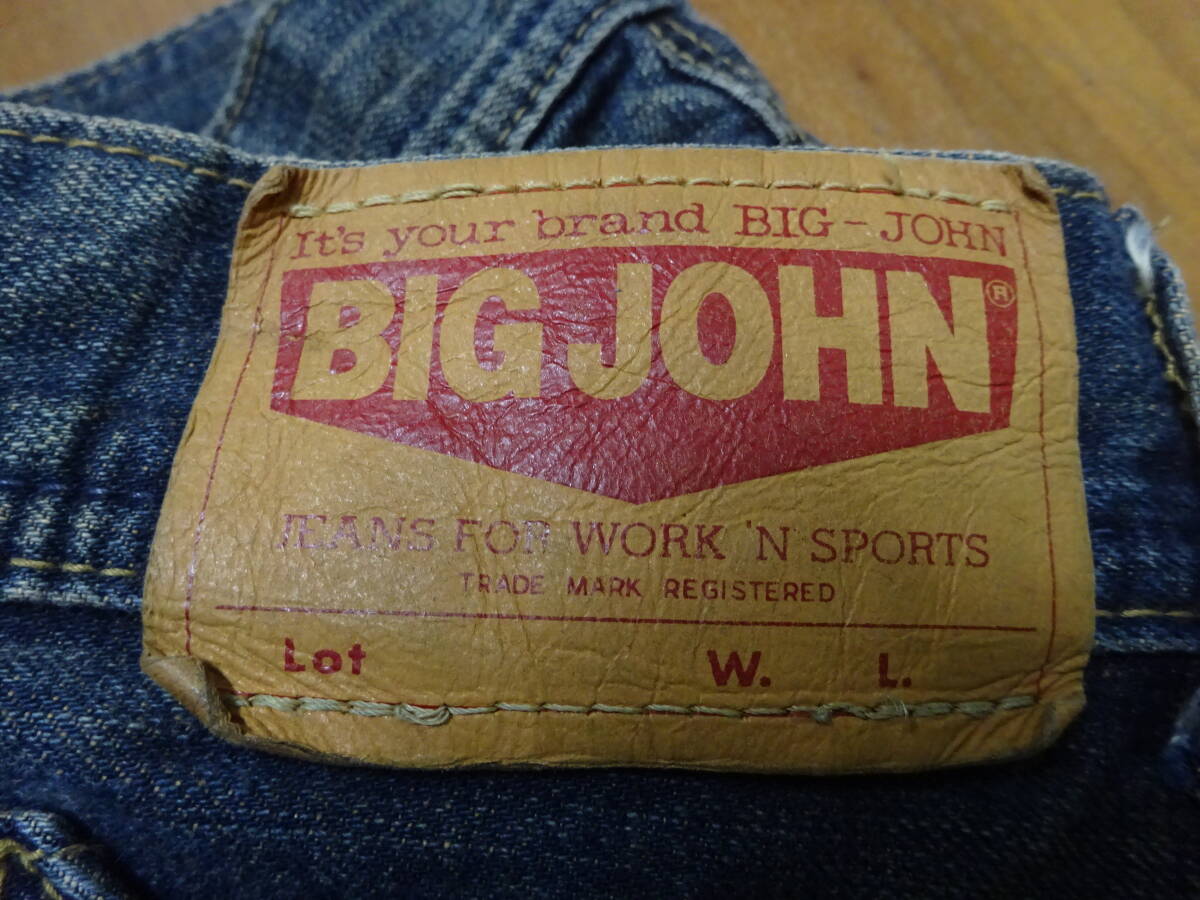 It's your brand BIG-JOHN
BIG JOHN ®
JEANS FOR WORK 'N SPORTS
TRADE MARK REGISTERED
Lot W. L.